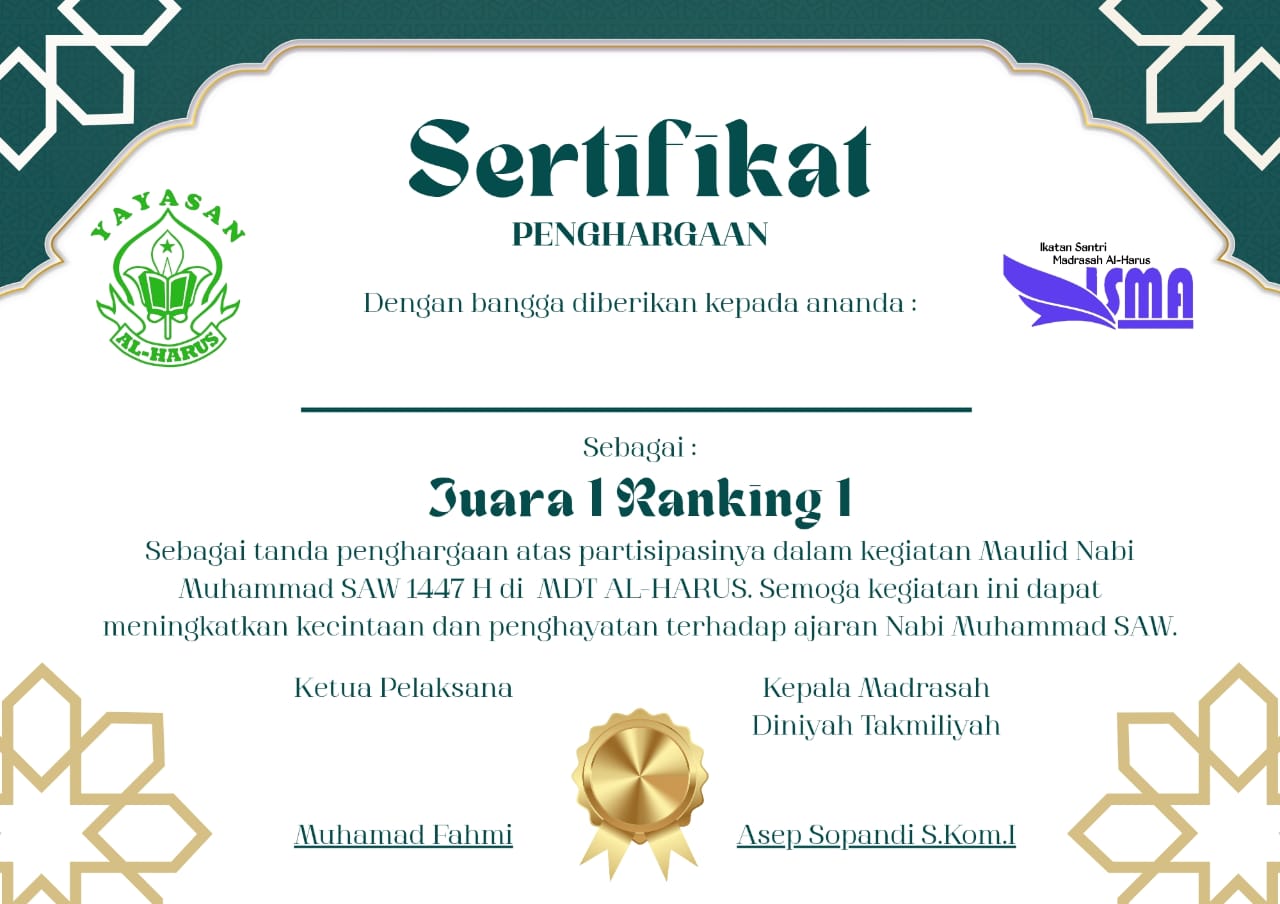 Sertifikat
PENGHARGAAN
YAYASAN
AL-HARUS
Ikatan Santri
Madrasah Al-Harus
ISMA
Dengan bangga diberikan kepada ananda :
Sebagai :
Juara 1 Ranking 1
Sebagai tanda penghargaan atas partisipasinya dalam kegiatan Maulid Nabi
Muhammad SAW 1447 H di MDT AL-HARUS. Semoga kegiatan ini dapat
meningkatkan kecintaan dan penghayatan terhadap ajaran Nabi Muhammad SAW.
Ketua Pelaksana
Kepala Madrasah
Diniyah Takmiliyah
Muhamad Fahmi
Asep Sopandi S.Kom.I